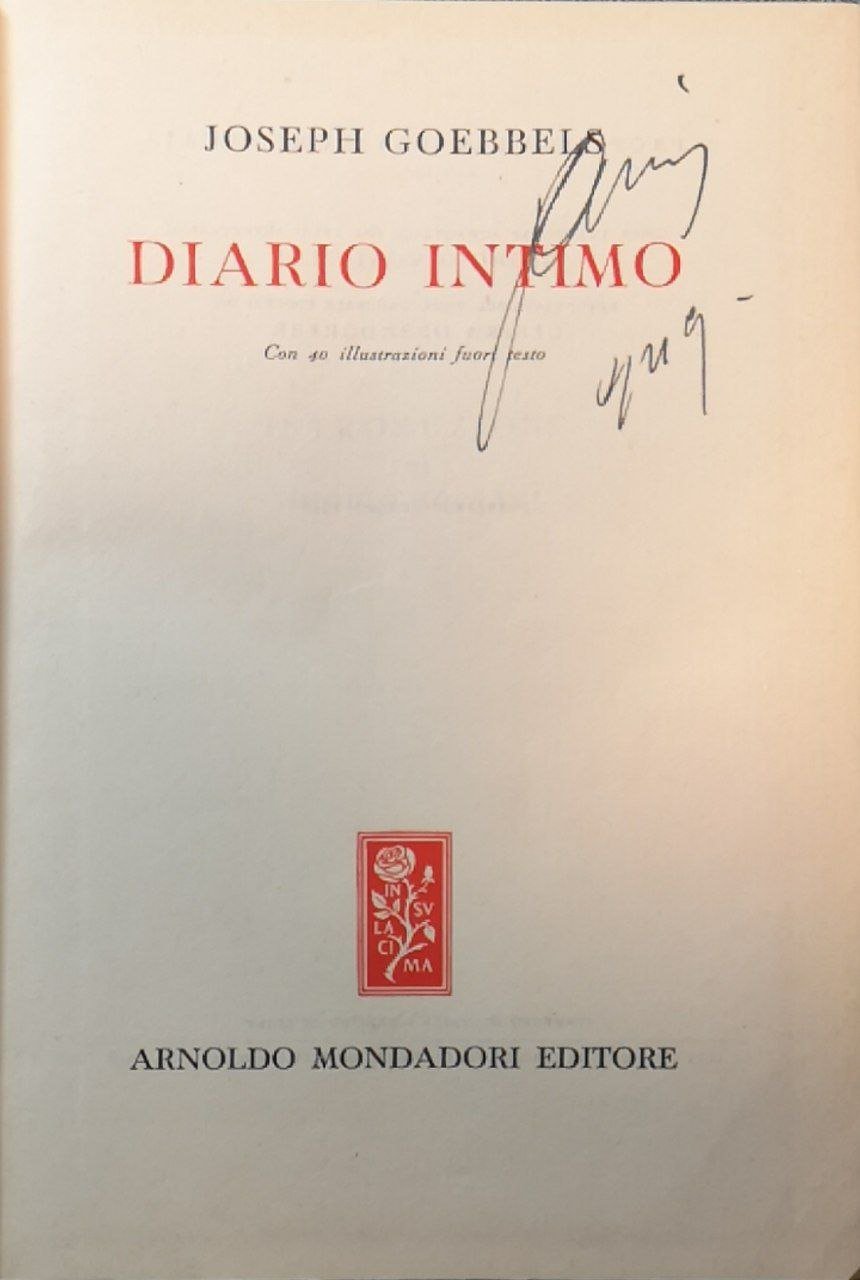 JOSEPH GOEBBELS
DIARIO INTIMO
Con 40 illustrazioni fuori testo
IN
SV
LA
CI
MA
ARNOLDO MONDADORI EDITORE